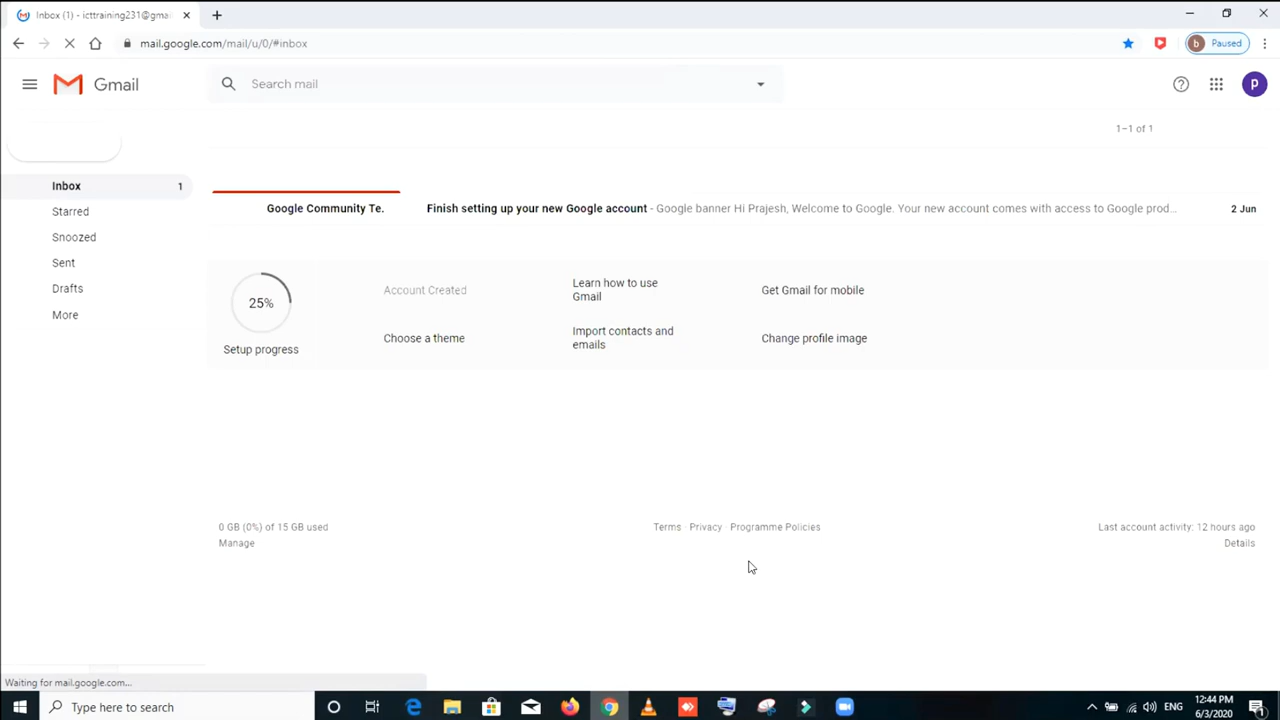 Inbox (1) - icttraining231@gmai
mail.google.com/mail/u/0/#inbox
b Paused
Gmail
Search mail
P
1–1 of 1
Inbox 1
Starred
Snoozed
Sent
Drafts
More
Google Community Te. Finish setting up your new Google account - Google banner Hi Prajesh, Welcome to Google. Your new account comes with access to Google prod... 2 Jun
25%
Setup progress
Account Created
Learn how to use
Gmail
Get Gmail for mobile
Choose a theme
Import contacts and
emails
Change profile image
0 GB (0%) of 15 GB used
Manage
Terms · Privacy · Programme Policies
Last account activity: 12 hours ago
Details
Waiting for mail.google.com...
Type here to search
ENG
12:44 PM
6/3/2020
1